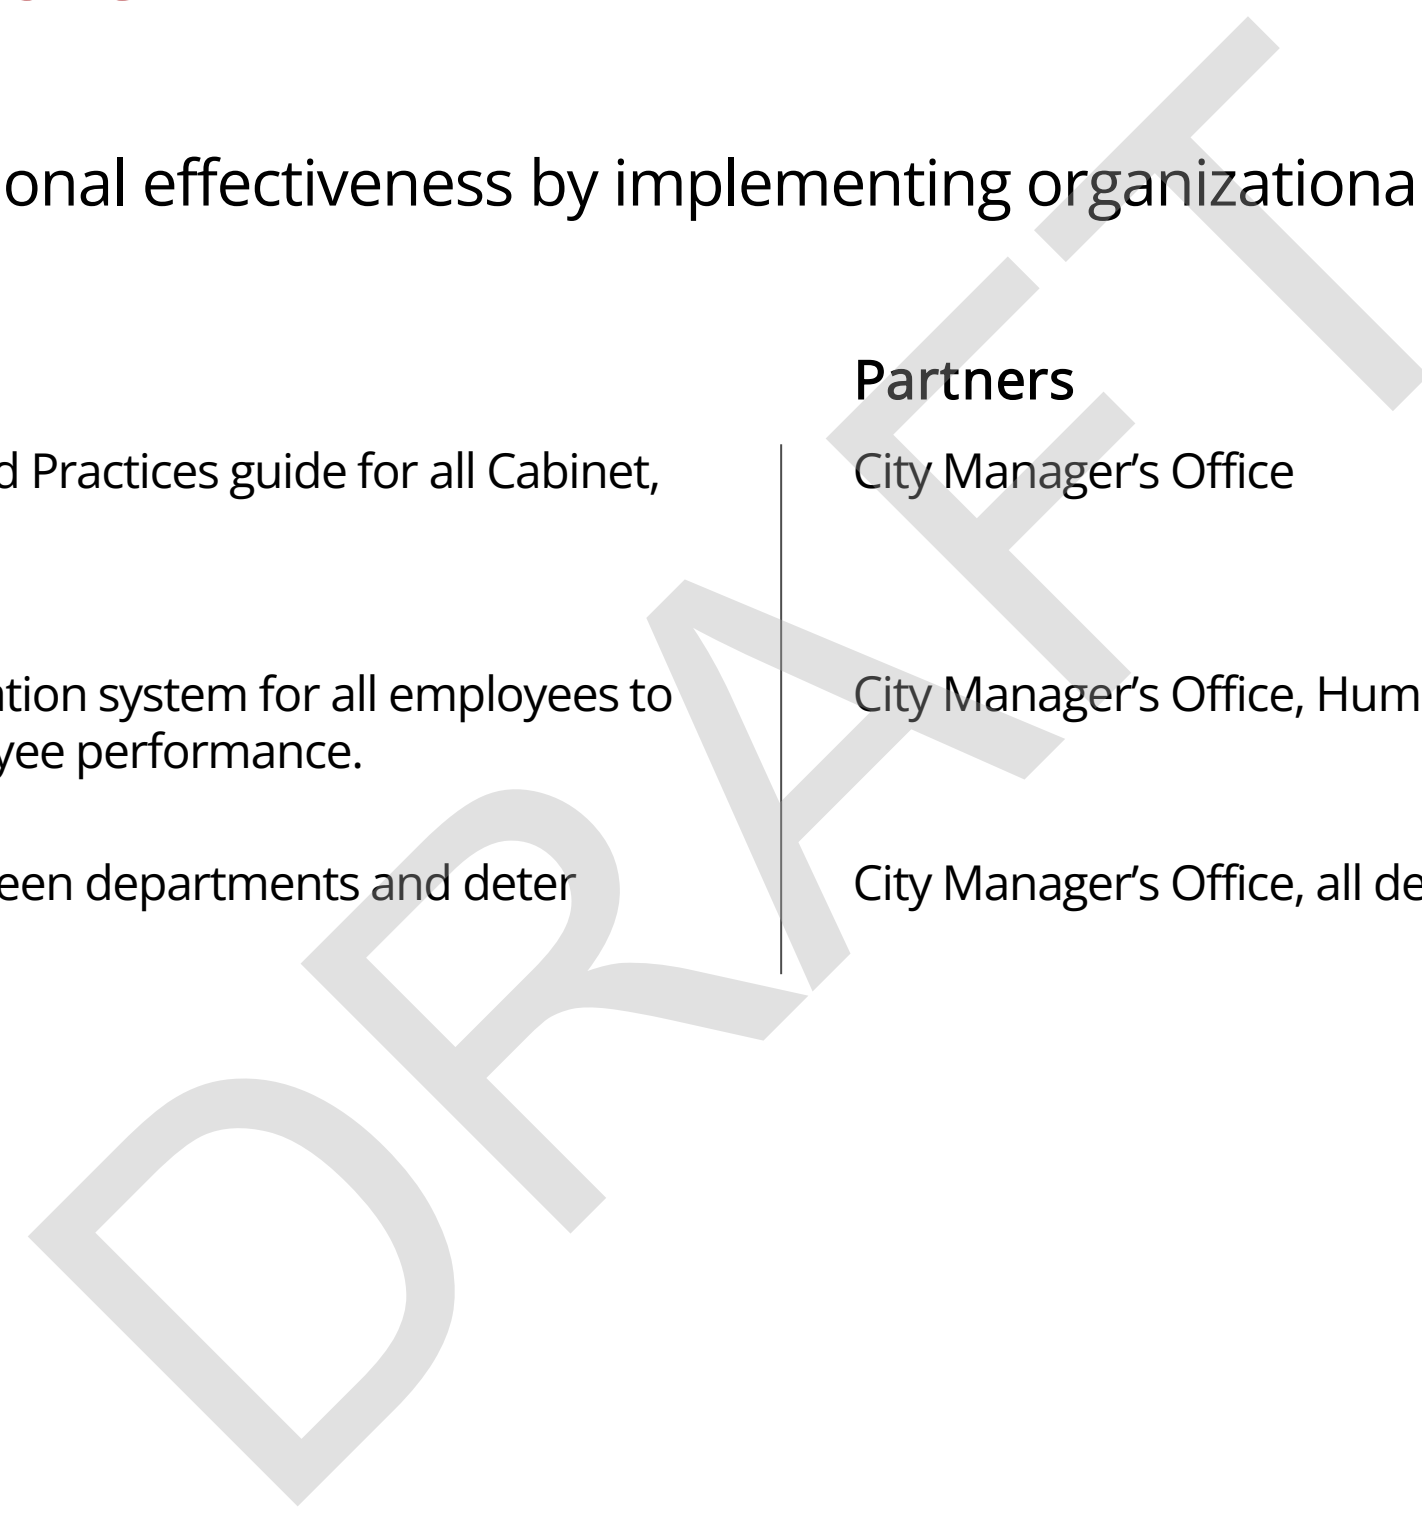 onal effectiveness by implementing organizationa
Partners
d Practices guide for all Cabinet,
City Manager’s Office
ation system for all employees to
yee performance.
City Manager’s Office, Hum
een departments and deter
City Manager’s Office, all de
DRAFT